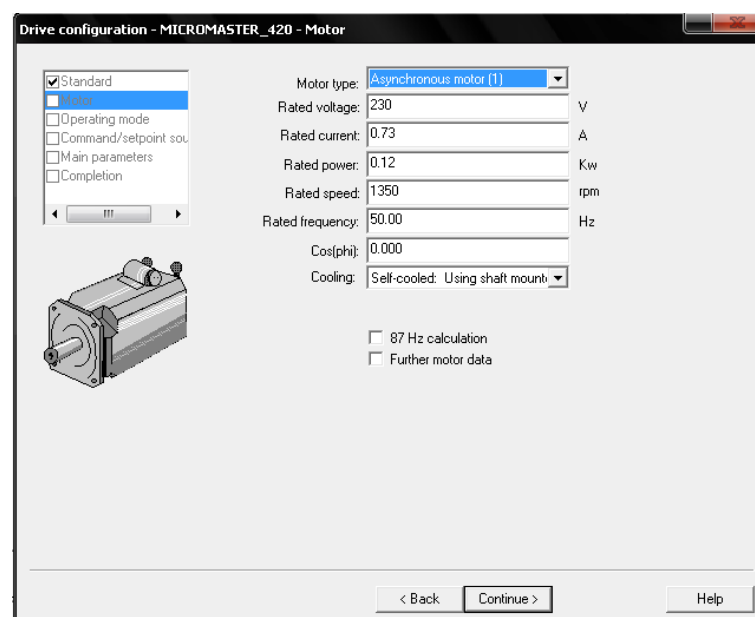 Drive configuration - MICROMASTER_420 - Motor
Standard
Motor
Operating mode
Command/setpoint sou
Main parameters
Completion
Motor type: Asynchronous motor (1)
Rated voltage: 230 V
Rated current: 0.73 A
Rated power: 0.12 Kw
Rated speed: 1350 rpm
Rated frequency: 50.00 Hz
Cos(phi): 0.000
Cooling: Self-cooled: Using shaft mount
87 Hz calculation
Further motor data
< Back Continue > Help